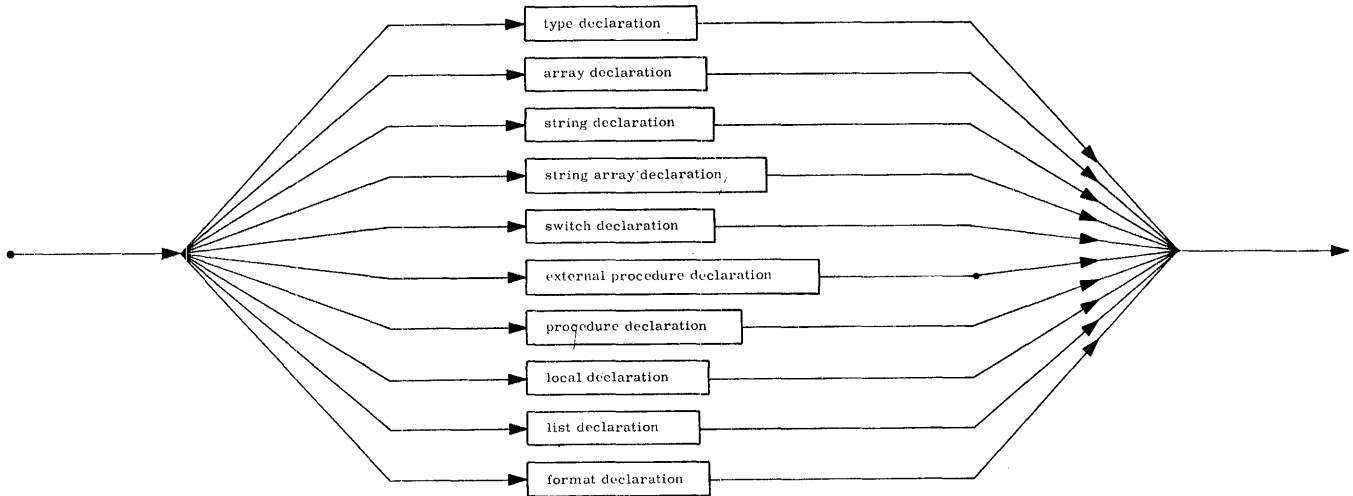 type declaration
array declaration
string declaration
string array declaration
switch declaration
external procedure declaration
procedure declaration
local declaration
list declaration
format declaration